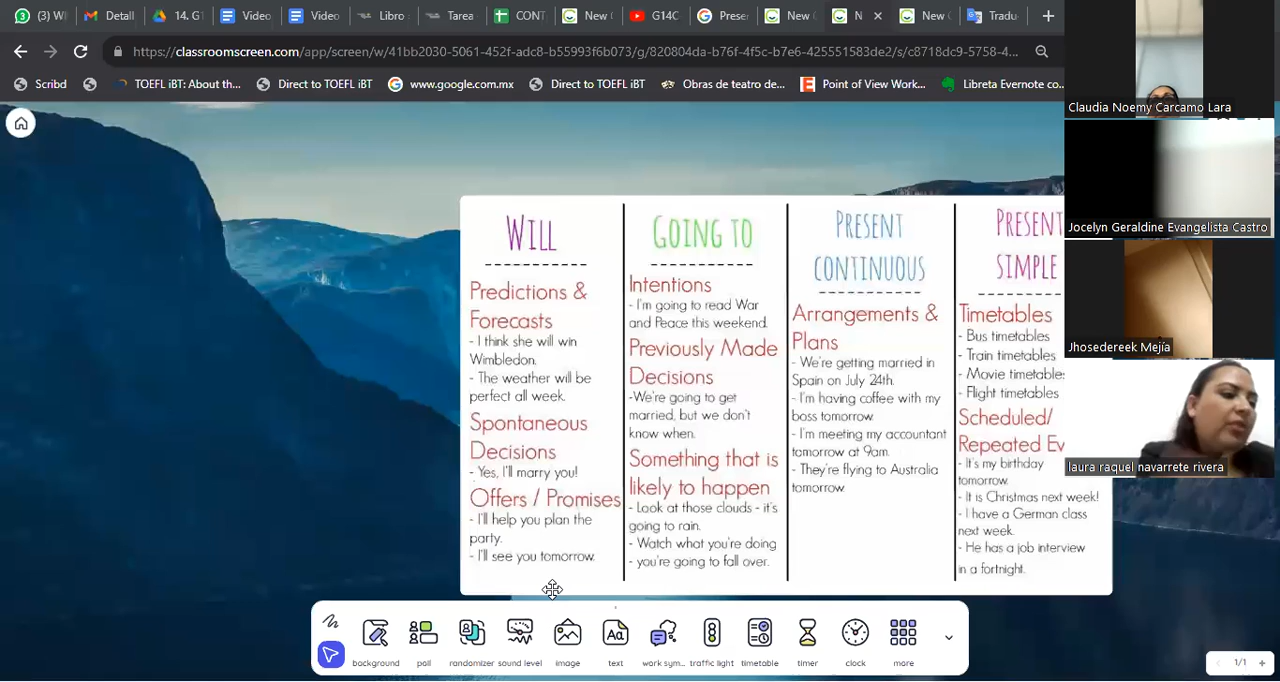 (3) WI
Detall
14. G1
Video
Video
Libro
Tarea
CONT
New (
G14C
Prese
New (
N
New (
Tradu
https://classroomscreen.com/app/screen/w/41bb2030-5061-452f-adc8-b55993f6b073/g/820804da-b76f-4f5c-b7e6-425551583de2/s/c8718dc9-5758-4...
Scribd
TOEFL iBT: About th...
Direct to TOEFL iBT
www.google.com.mx
Direct to TOEFL iBT
Obras de teatro de...
Point of View Work...
Libreta Evernote co...
Claudia Noemy Carcamo Lara
Jocelyn Geraldine Evangelista Castro
Jhosedereek Mejía
laura raquel navarrete rivera
WILL
Predictions &
Forecasts
- I think she will win
Wimbledon.
- The weather will be
perfect all week.
Spontaneous
Decisions
- Yes, I'll marry you!
Offers / Promises
- I'll help you plan the
party.
- I'll see you tomorrow.
GOING TO
Intentions
- I'm going to read War
and Peace this weekend.
Previously Made
Decisions
-We're going to get
married, but we don't
know when.
Something that is
likely to happen
- Look at those clouds - it's
going to rain.
- Watch what you're doing
- you're going to fall over.
PRESENT
CONTINUOUS
Arrangements &
Plans
- We're getting married in
Spain on July 24th.
- I'm having coffee with my
boss tomorrow.
- I'm meeting my accountant
tomorrow at 9am.
- They're flying to Australia
tomorrow.
PRESENT
SIMPLE
Timetables
- Bus timetables
- Train timetables
- Movie timetables
- Flight timetables
Scheduled/
Repeated Ev
- It's my birthday
tomorrow.
- It is Christmas next week!
- I have a German class
next week.
- He has a job interview
in a fortnight.
background
poll
randomizer
sound level
image
Aa
text
work sym...
traffic light
timetable
timer
clock
more
1/1